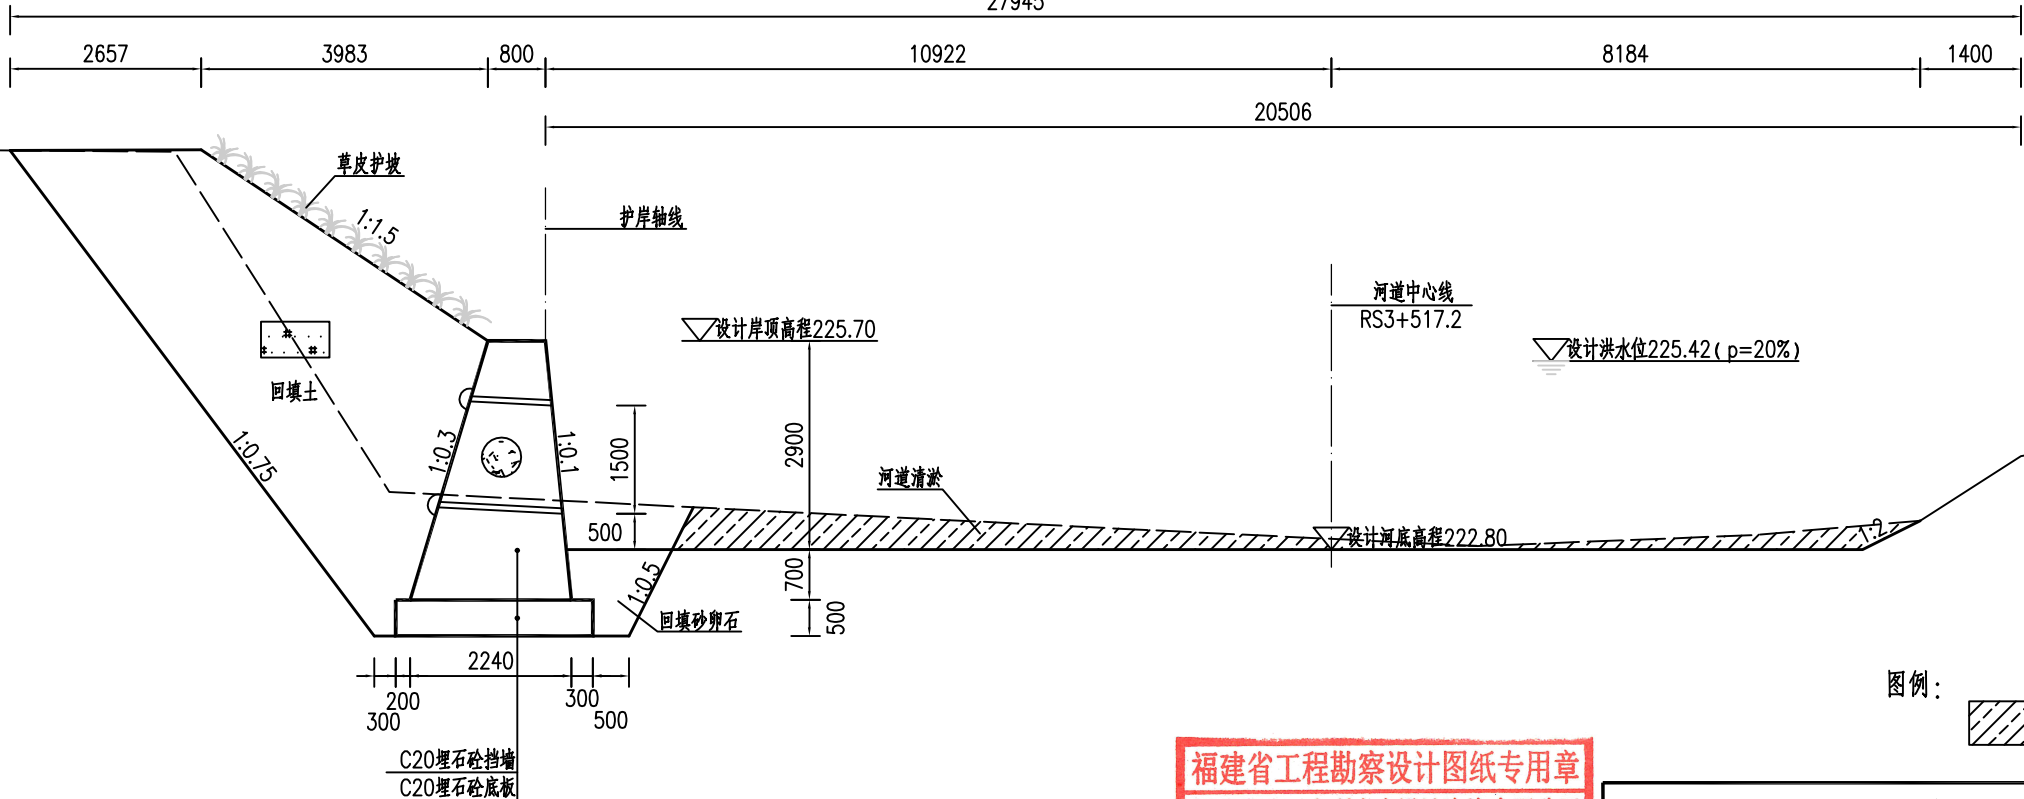 27945
2657 3983 800 10922 8184 1400
20506
草皮护坡
1:1.5
护岸轴线
河道中心线
RS3+517.2
设计岸顶高程225.70
设计洪水位225.42(p=20%)
回填土
1:0.75
1:0.3
1:0.1
1500
2900
河道清淤
500
设计河底高程222.80
1:2
700
1:0.5
500
回填砂卵石
2240
200
300
300
500
图例:
C20埋石砼挡墙
C20埋石砼底板
福建省工程勘察设计图纸专用章